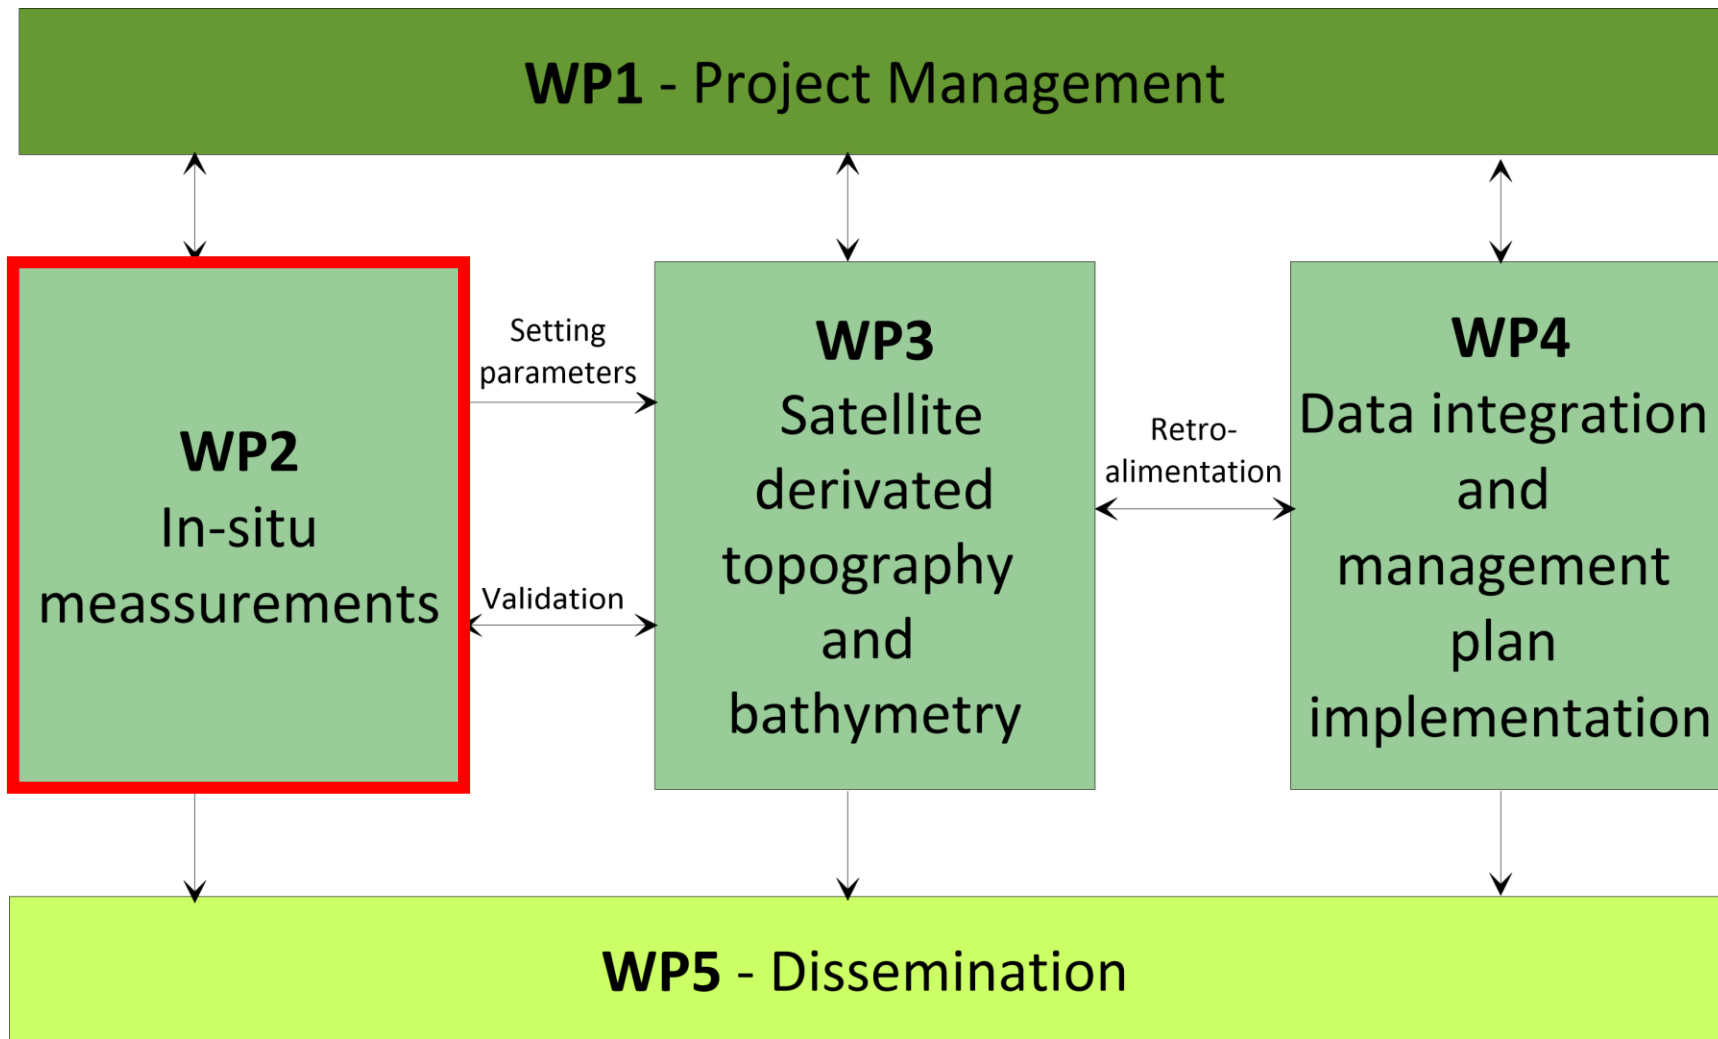 WP1 - Project Management
Setting
parameters
WP2
In-situ
meassurements
Validation
WP3
Satellite
derivated
topography
and
bathymetry
Retro-
alimentation
WP4
Data integration
and
management
plan
implementation
WP5 - Dissemination